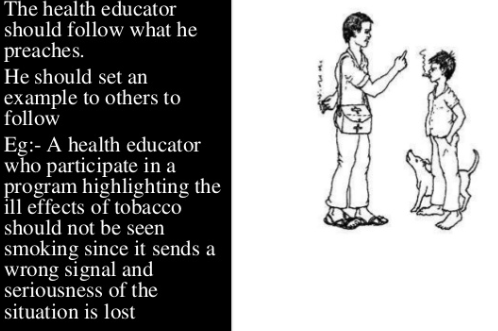 The health educator
should follow what he
preaches.
He should set an
example to others to
follow
Eg:- A health educator
who participate in a
program highlighting the
ill effects of tobacco
should not be seen
smoking since it sends a
wrong signal and
seriousness of the
situation is lost